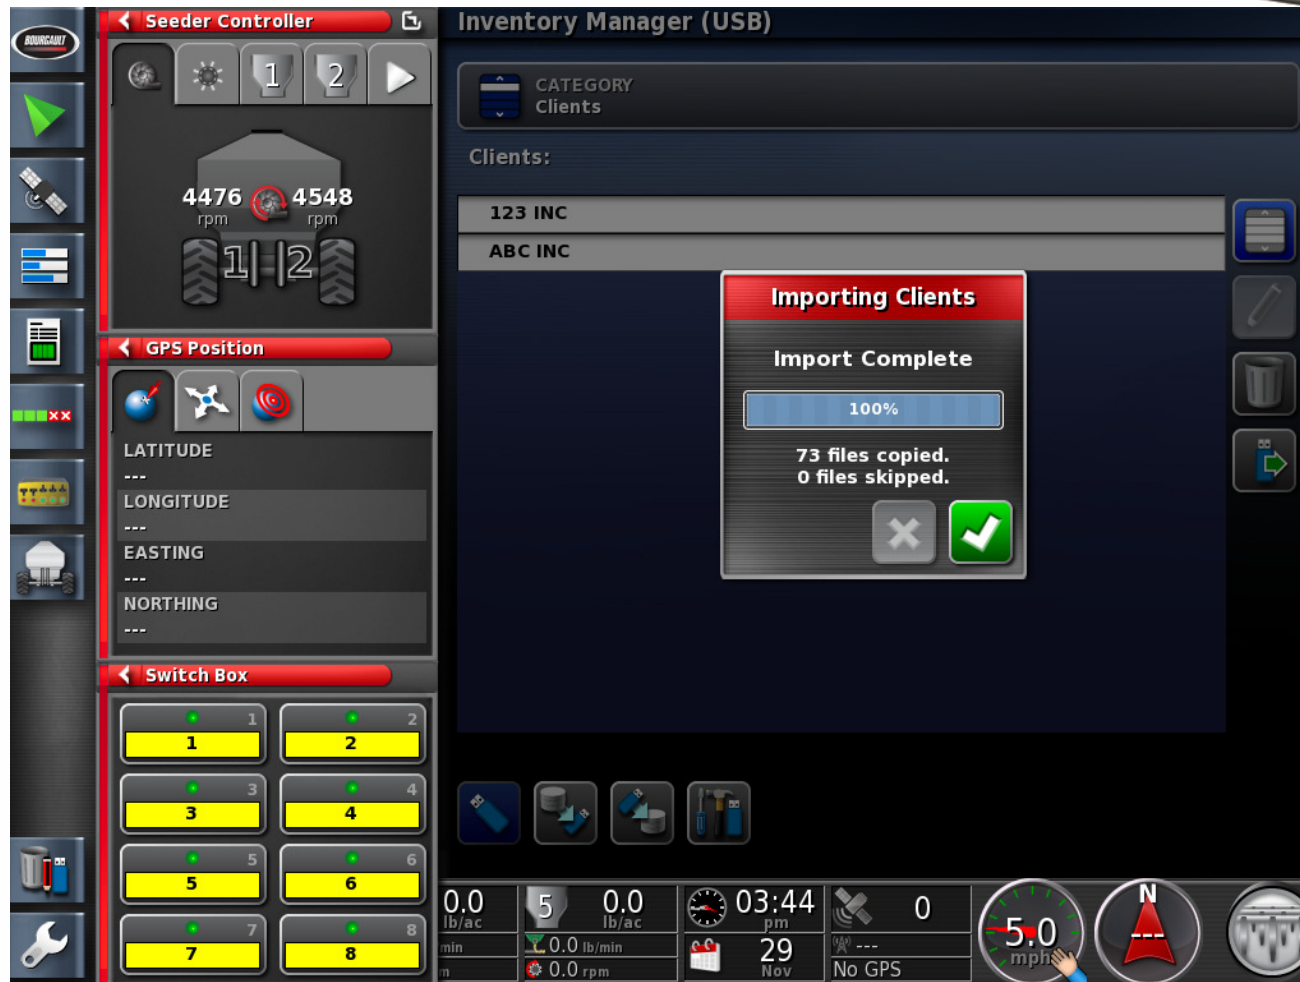 BOURGAULT
Seeder Controller
1
2
4476
rpm
4548
rpm
1
2
GPS Position
LATITUDE
---
LONGITUDE
---
EASTING
---
NORTHING
---
Switch Box
1
1
2
2
3
3
4
4
5
5
6
6
7
7
8
8
Inventory Manager (USB)
CATEGORY
Clients
Clients:
123 INC
ABC INC
Importing Clients
Import Complete
100%
73 files copied.
0 files skipped.
0.0
lb/ac
min
m
5
0.0
lb/ac
0.0 lb/min
0.0 rpm
03:44
pm
29
Nov
0
---
No GPS
5.0
mph
N
---